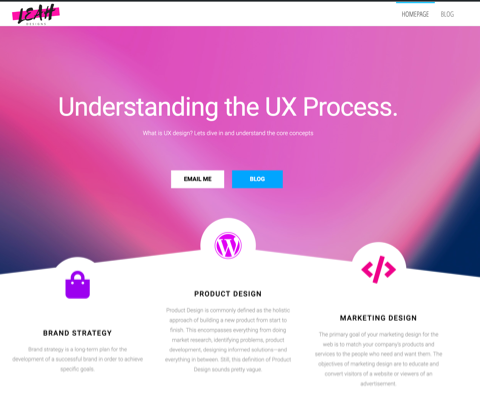 LEAH
DESIGNS
HOMEPAGE BLOG
Understanding the UX Process.
What is UX design? Lets dive in and understand the core concepts
EMAIL ME BLOG
PRODUCT DESIGN
Product Design is commonly defined as the holistic
approach of building a new product from start to
finish. This encompasses everything from doing
market research, identifying problems, product
development, designing informed solutions—and
everything in between. Still, this definition of Product
Design sounds pretty vague.
BRAND STRATEGY
Brand strategy is a long-term plan for the
development of a successful brand in order to achieve
specific goals.
MARKETING DESIGN
The primary goal of your marketing design for the
web is to match your company's products and
services to the people who need and want them. The
objectives of marketing design are to educate and
convert visitors of a website or viewers of an
advertisement.